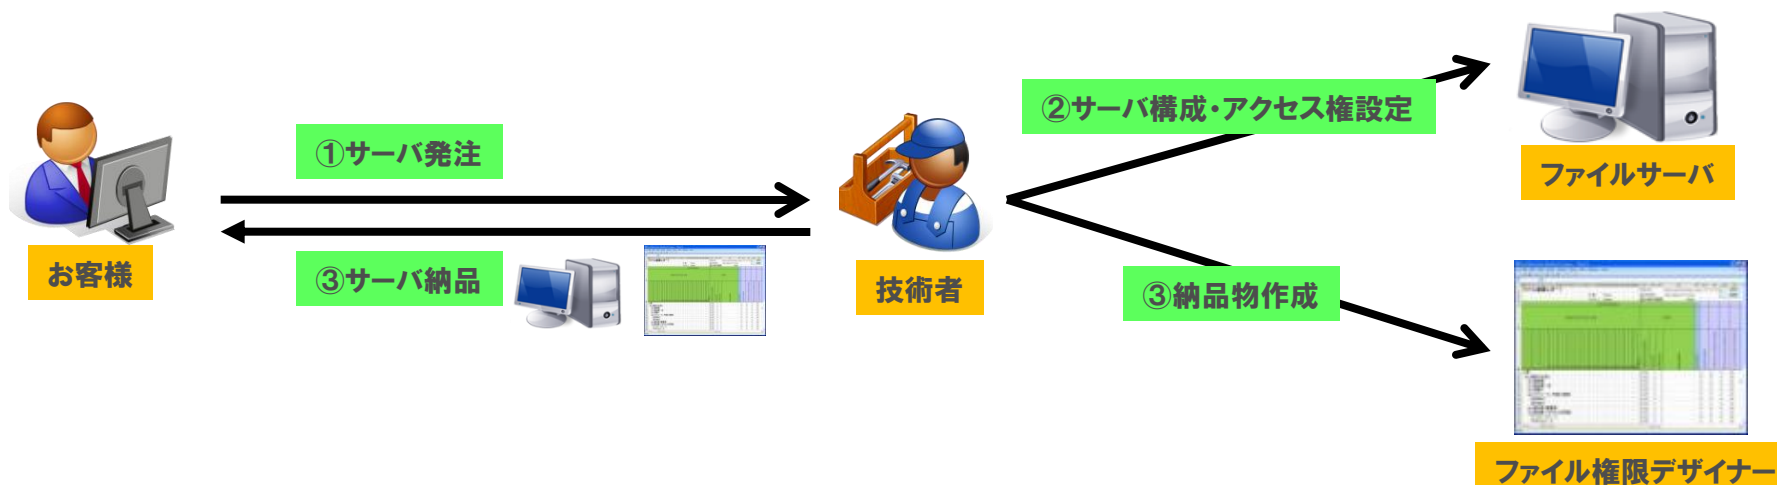 ①サーバ発注
②サーバ構成・アクセス権設定
ファイルサーバ
お客様
③サーバ納品
技術者
③納品物作成
ファイル権限デザイナー